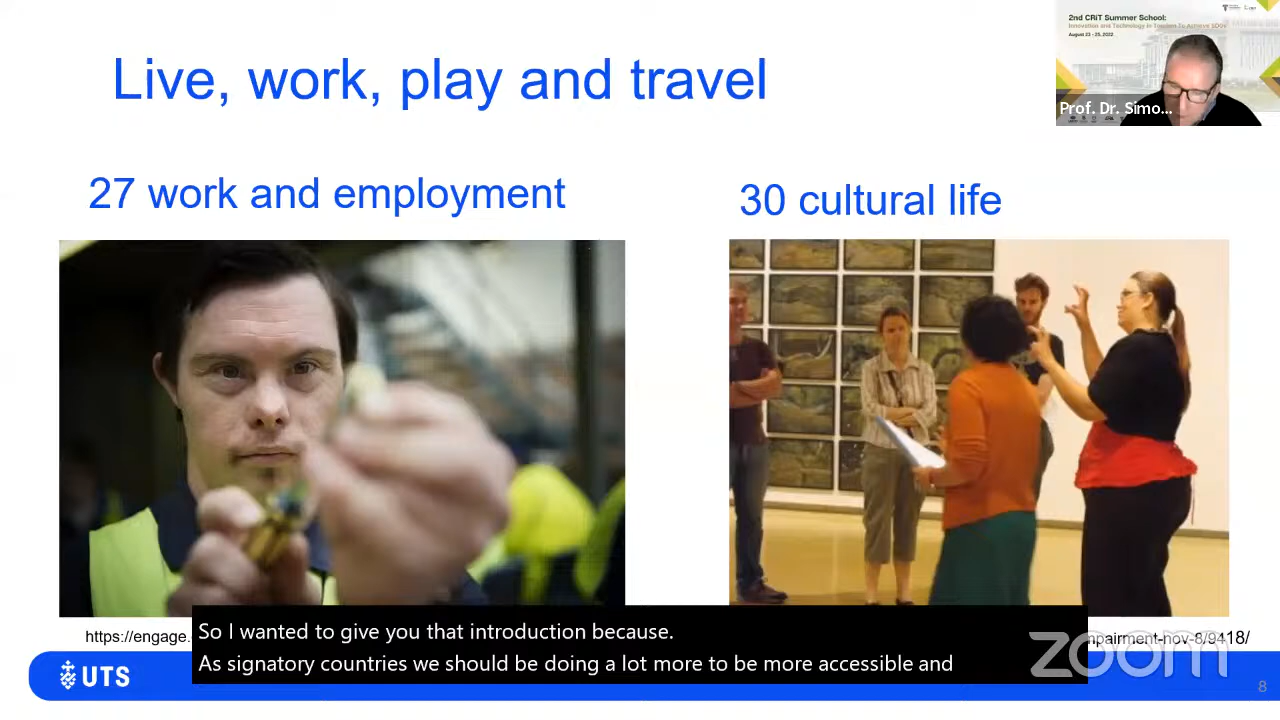 2nd CRiT Summer School:
Innovation and Technology in Tourism To Achieve SDGs
August 23 - 25, 2022
Prof. Dr. Simo...
Live, work, play and travel
27 work and employment
30 cultural life
https://engage.
mpairment-nov-8/9418/
So I wanted to give you that introduction because.
As signatory countries we should be doing a lot more to be more accessible and
zoom
UTS
8